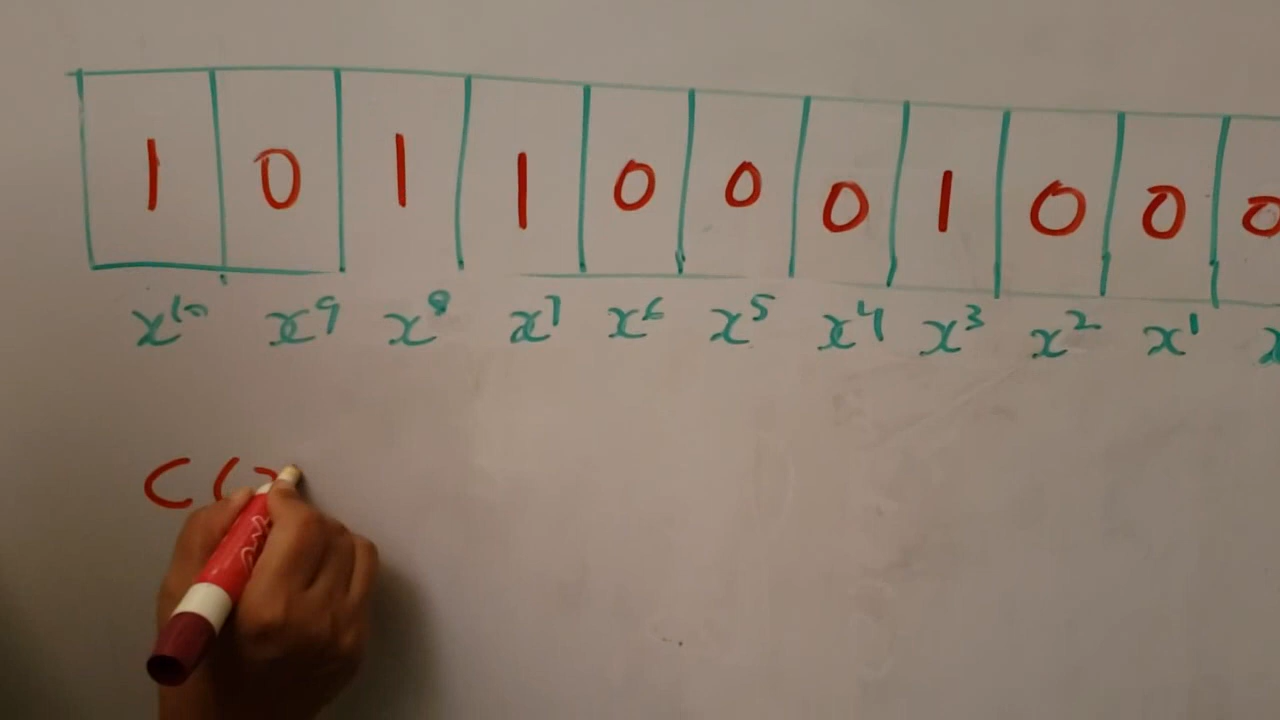 1 0 1 1 0 0 0 1 0 0 0
x¹⁰ x⁹ x⁸ x⁷ x⁶ x⁵ x⁴ x³ x² x¹ x
C(